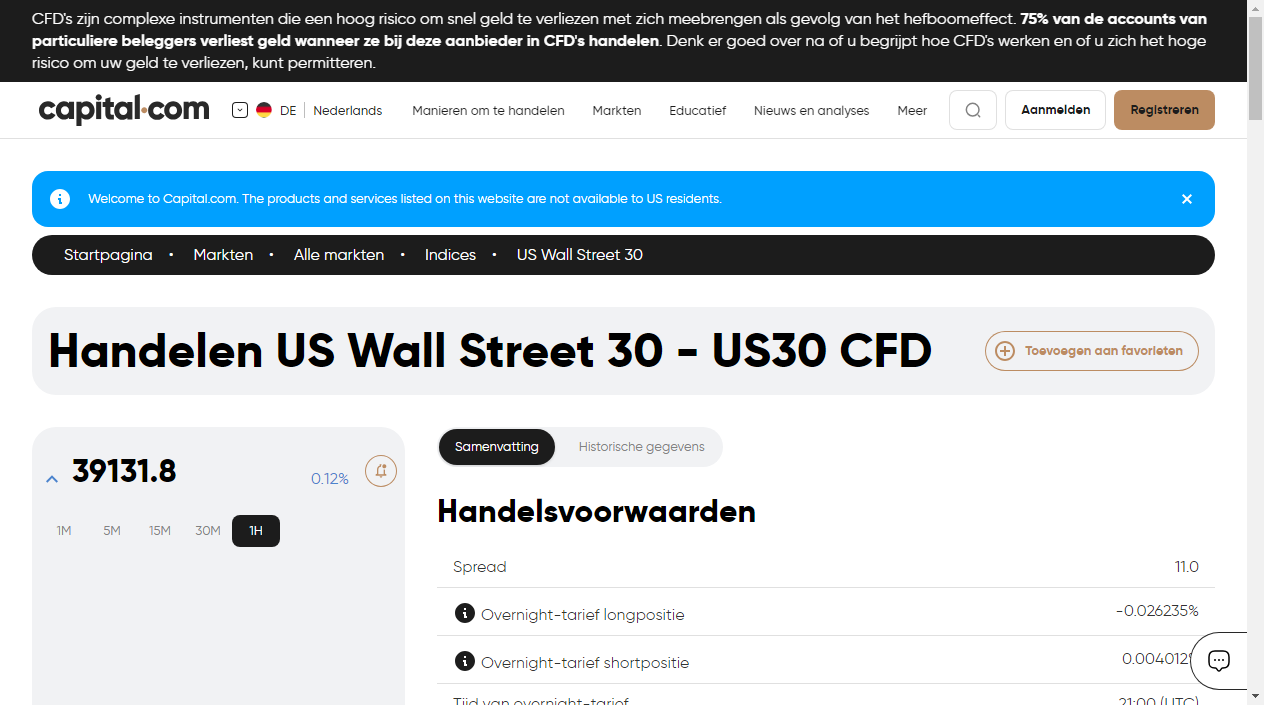 CFD's zijn complexe instrumenten die een hoog risico om snel geld te verliezen met zich meebrengen als gevolg van het hefboomeffect. 75% van de accounts van
particuliere beleggers verliest geld wanneer ze bij deze aanbieder in CFD's handelen. Denk er goed over na of u begrijpt hoe CFD's werken en of u zich het hoge
risico om uw geld te verliezen, kunt permitteren.
capital.com DE Nederlands Manieren om te handelen Markten Educatief Nieuws en analyses Meer Aanmelden Registreren
Welcome to Capital.com. The products and services listed on this website are not available to US residents.
Startpagina • Markten • Alle markten • Indices • US Wall Street 30
Handelen US Wall Street 30 - US30 CFD
Toevoegen aan favorieten
39131.8 0.12%
1M 5M 15M 30M 1H
Samenvatting Historische gegevens
Handelsvoorwaarden
Spread 11.0
Overnight-tarief longpositie -0.026235%
Overnight-tarief shortpositie 0.004012%
Tijd van overnight-tarief 21:00 (UTC)